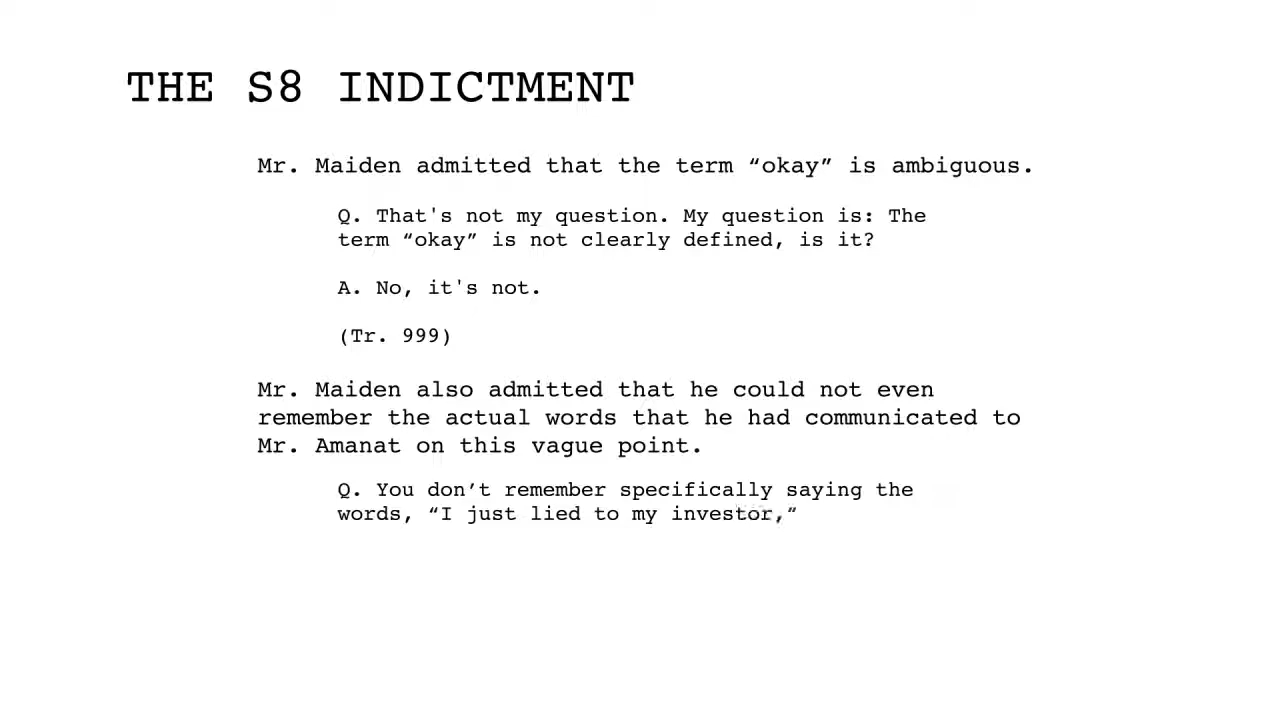 THE S8 INDICTMENT
Mr. Maiden admitted that the term “okay” is ambiguous.
Q. That's not my question. My question is: The
term “okay” is not clearly defined, is it?
A. No, it's not.
(Tr. 999)
Mr. Maiden also admitted that he could not even
remember the actual words that he had communicated to
Mr. Amanat on this vague point.
Q. You don’t remember specifically saying the
words, “I just lied to my investor,”